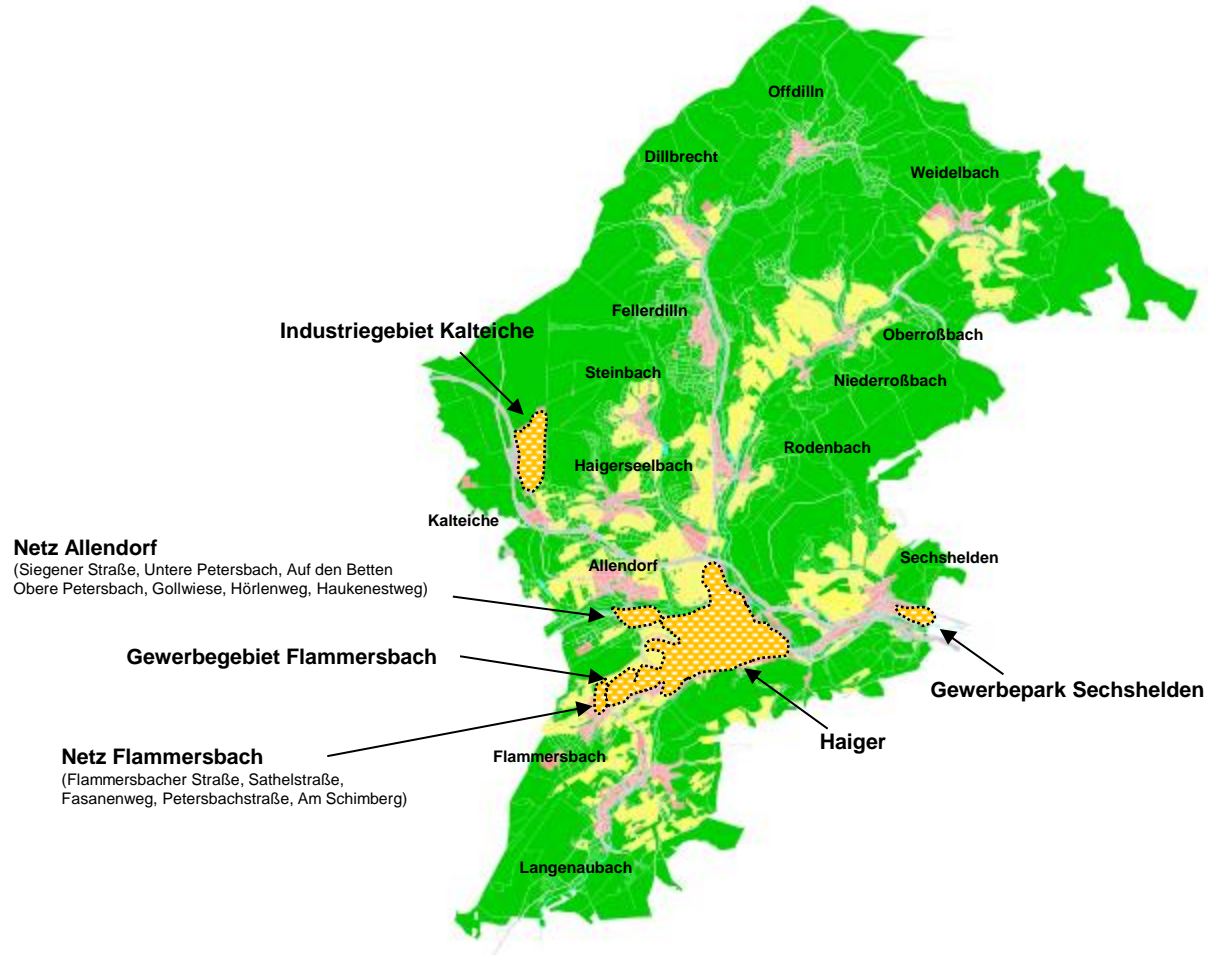 Offdilln
Dillbrecht
Weidelbach
Fellerdilln
Industriegebiet Kalteiche
Oberroßbach
Steinbach
Niederroßbach
Rodenbach
Haigerseelbach
Kalteiche
Netz Allendorf
(Siegener Straße, Untere Petersbach, Auf den Betten
Obere Petersbach, Gollwiese, Hörlenweg, Haukenestweg)
Sechshelden
Allendorf
Gewerbegebiet Flammersbach
Gewerbepark Sechshelden
Haiger
Netz Flammersbach
(Flammersbacher Straße, Sathelstraße,
Fasanenweg, Petersbachstraße, Am Schimberg)
Flammersbach
Langenaubach